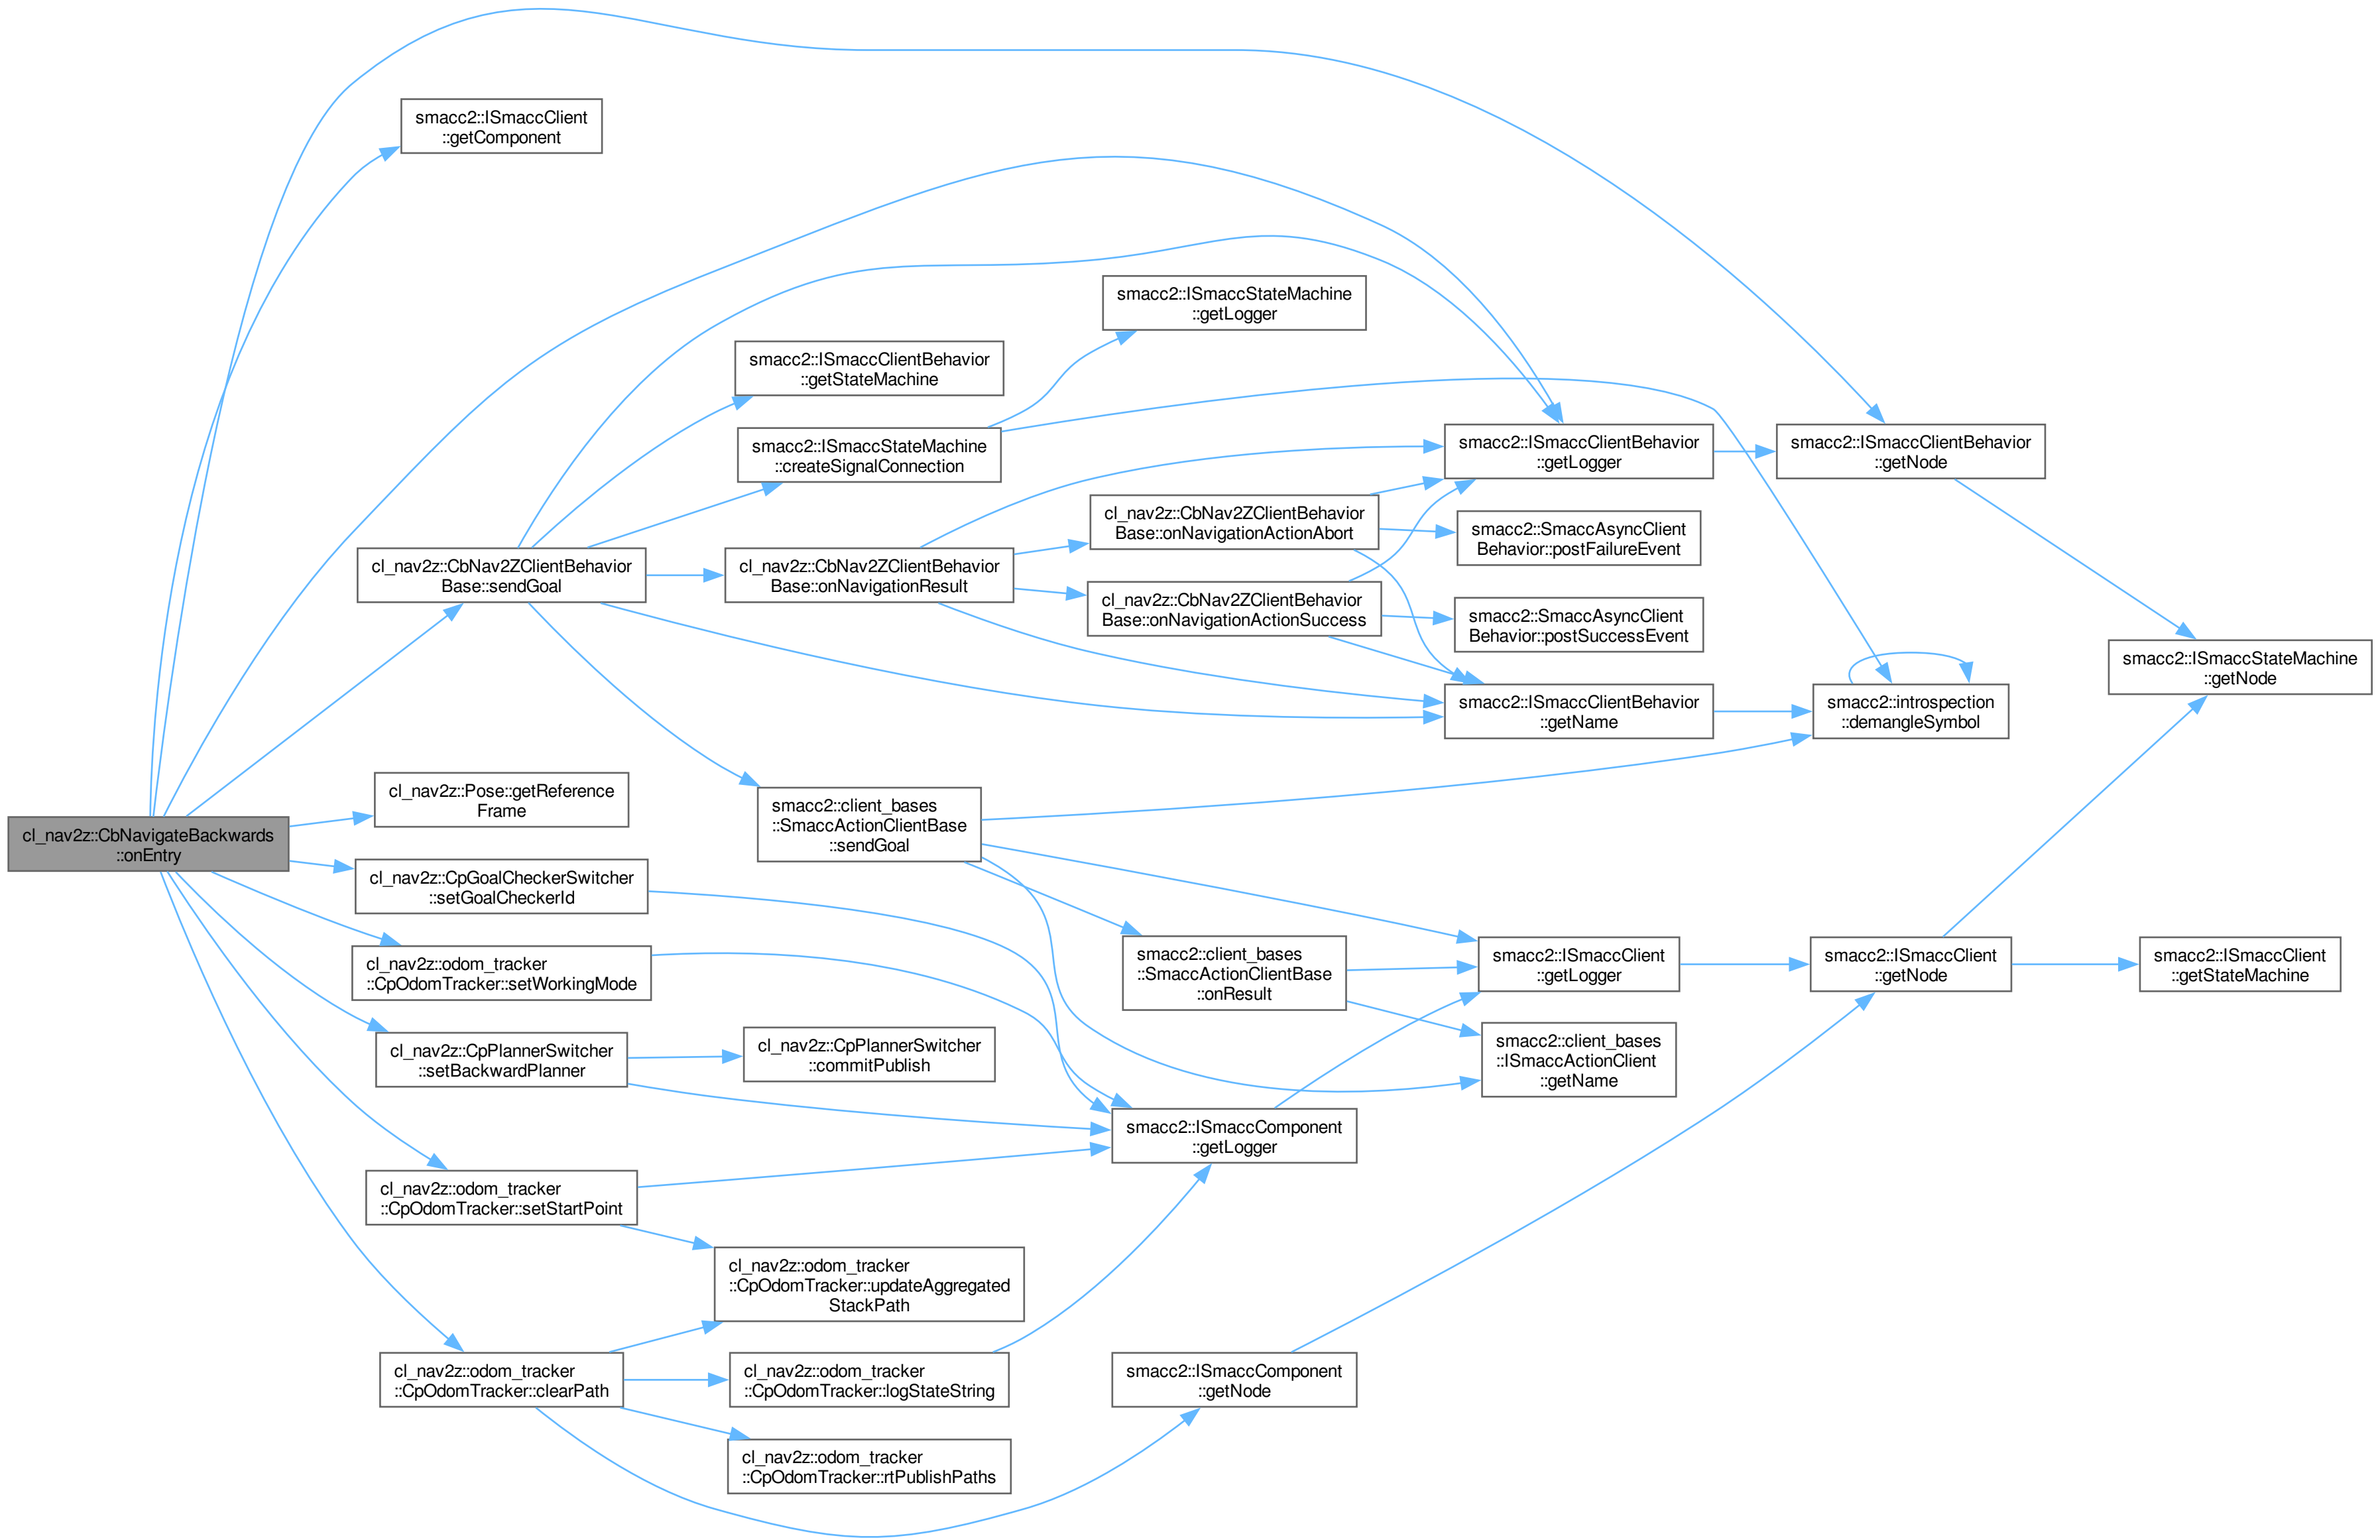 cl_nav2z::CbNavigateBackwards
::onEntry
smacc2::ISmaccClient
::getComponent
cl_nav2z::CbNav2ZClientBehavior
Base::sendGoal
cl_nav2z::Pose::getReference
Frame
cl_nav2z::CpGoalCheckerSwitcher
::setGoalCheckerId
cl_nav2z::odom_tracker
::CpOdomTracker::setWorkingMode
cl_nav2z::CpPlannerSwitcher
::setBackwardPlanner
cl_nav2z::odom_tracker
::CpOdomTracker::setStartPoint
cl_nav2z::odom_tracker
::CpOdomTracker::clearPath
smacc2::ISmaccClientBehavior
::getStateMachine
smacc2::ISmaccStateMachine
::createSignalConnection
cl_nav2z::CbNav2ZClientBehavior
Base::onNavigationResult
smacc2::client_bases
::SmaccActionClientBase
::sendGoal
cl_nav2z::CpPlannerSwitcher
::commitPublish
cl_nav2z::odom_tracker
::CpOdomTracker::updateAggregated
StackPath
cl_nav2z::odom_tracker
::CpOdomTracker::logStateString
cl_nav2z::odom_tracker
::CpOdomTracker::rtPublishPaths
smacc2::ISmaccStateMachine
::getLogger
cl_nav2z::CbNav2ZClientBehavior
Base::onNavigationActionAbort
cl_nav2z::CbNav2ZClientBehavior
Base::onNavigationActionSuccess
smacc2::client_bases
::SmaccActionClientBase
::onResult
smacc2::ISmaccComponent
::getLogger
smacc2::ISmaccComponent
::getNode
smacc2::ISmaccClientBehavior
::getLogger
smacc2::SmaccAsyncClient
Behavior::postFailureEvent
smacc2::SmaccAsyncClient
Behavior::postSuccessEvent
smacc2::ISmaccClientBehavior
::getName
smacc2::ISmaccClient
::getLogger
smacc2::client_bases
::ISmaccActionClient
::getName
smacc2::ISmaccClientBehavior
::getNode
smacc2::introspection
::demangleSymbol
smacc2::ISmaccClient
::getNode
smacc2::ISmaccStateMachine
::getNode
smacc2::ISmaccClient
::getStateMachine